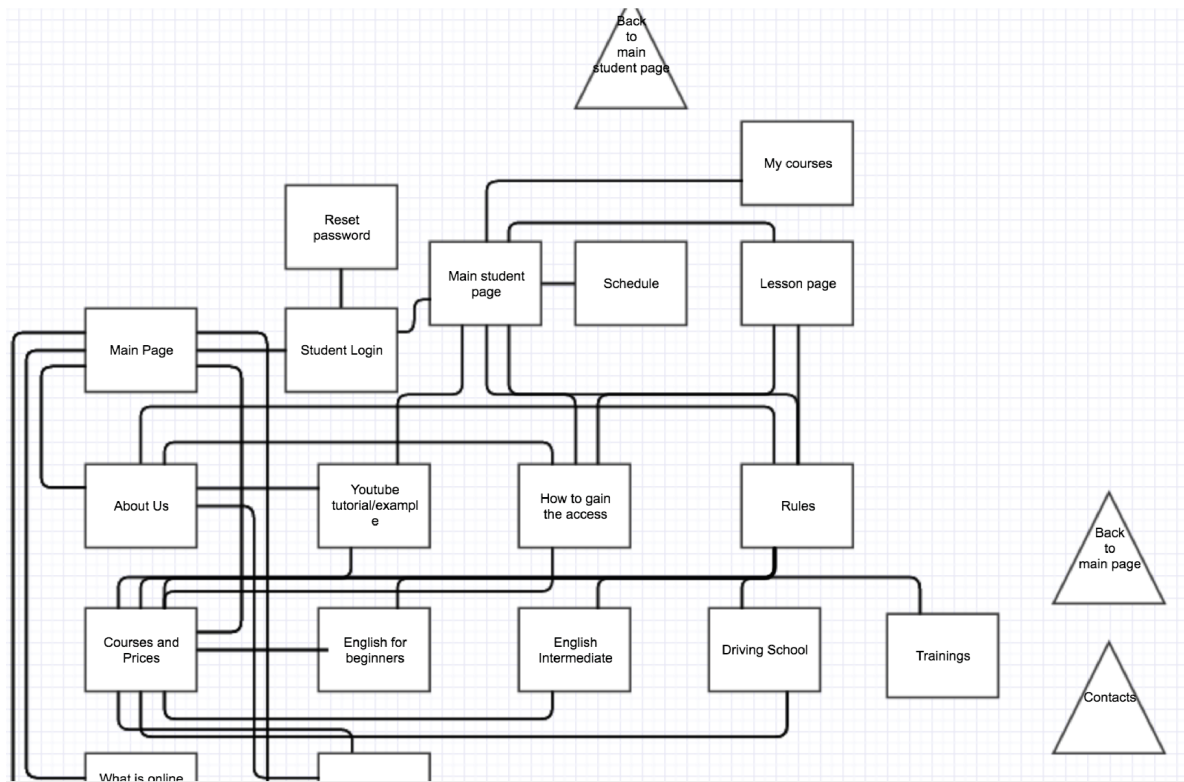 Back
to
main
student page
My courses
Reset
password
Main student
page
Schedule
Lesson page
Main Page
Student Login
About Us
Youtube
tutorial/exampl
e
How to gain
the access
Rules
Back
to
main page
Courses and
Prices
English for
beginners
English
Intermediate
Driving School
Trainings
Contacts
What is online